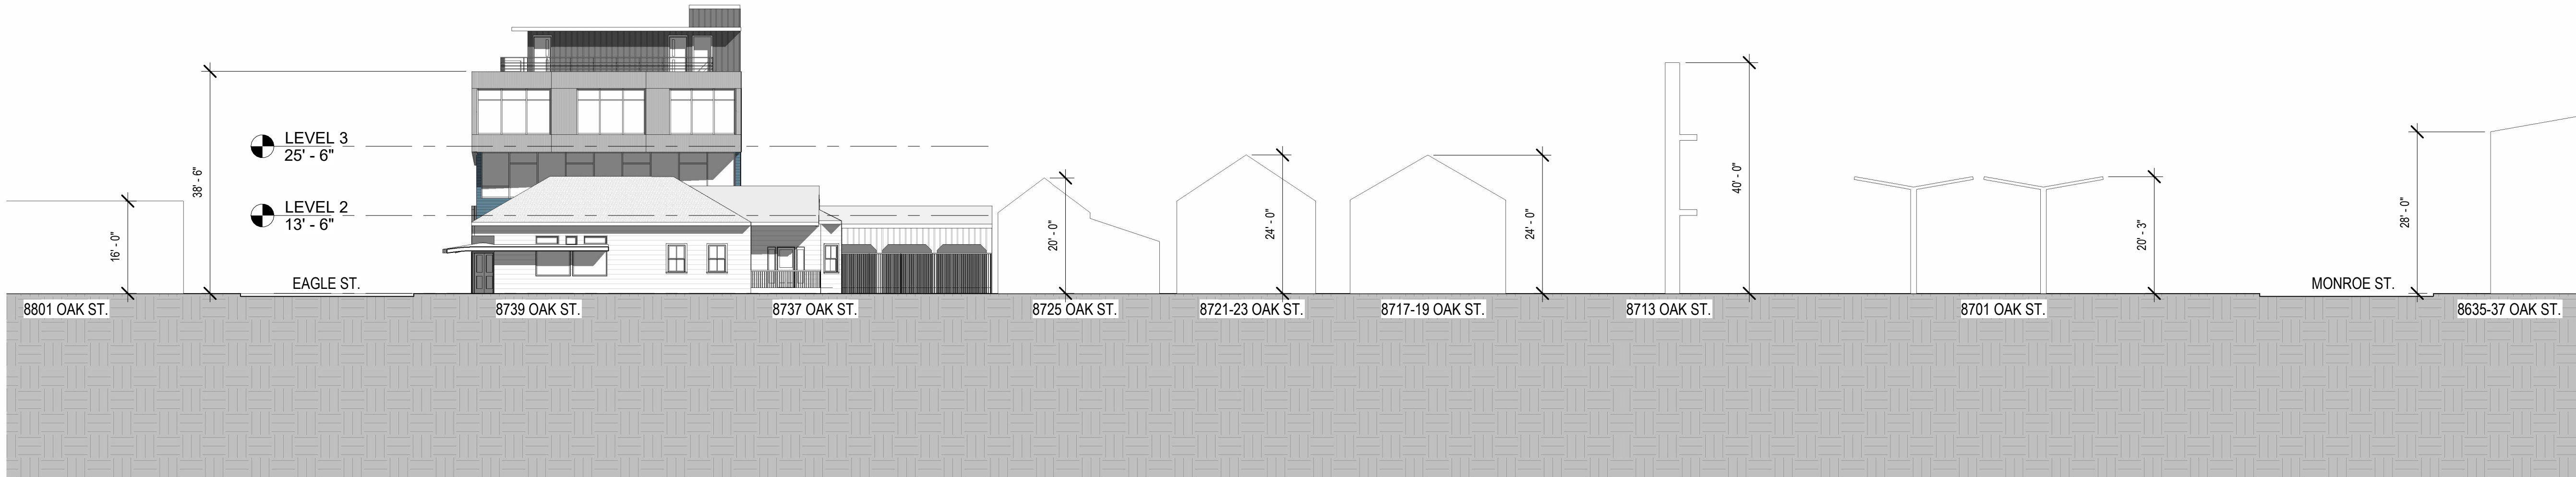 LEVEL 3
25' - 6"
LEVEL 2
13' - 6"
16' - 0"
38' - 6"
20' - 0"
24' - 0"
24' - 0"
40' - 0"
20' - 3"
28' - 0"
EAGLE ST.
MONROE ST.
8801 OAK ST.
8739 OAK ST.
8737 OAK ST.
8725 OAK ST.
8721-23 OAK ST.
8717-19 OAK ST.
8713 OAK ST.
8701 OAK ST.
8635-37 OAK ST.